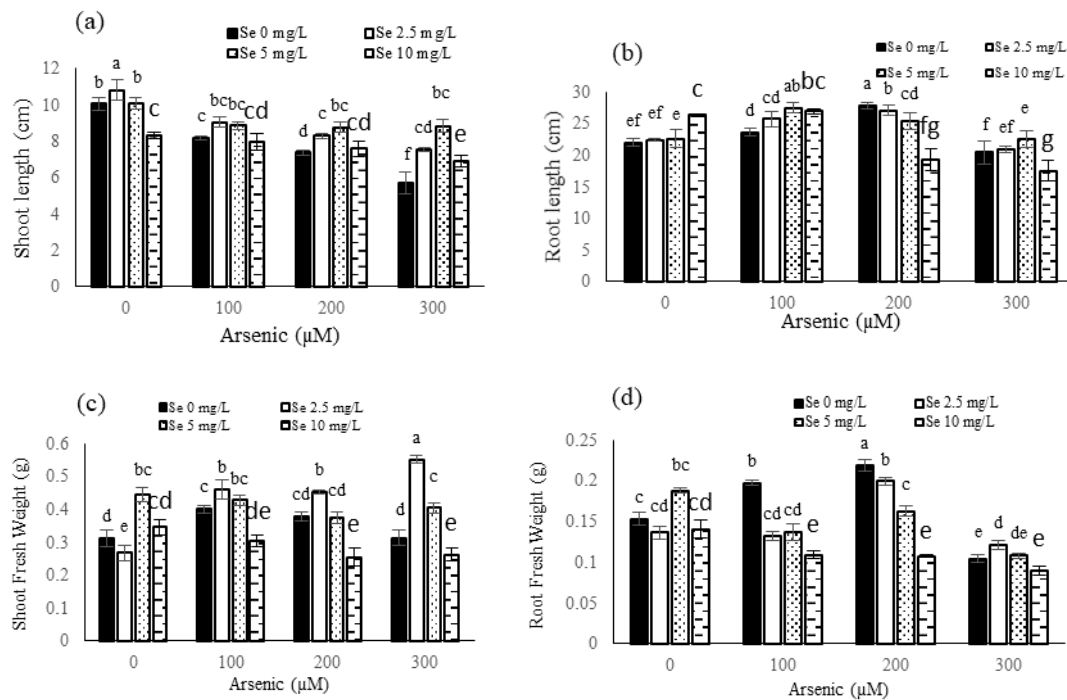 (a)
Se 0 mg/L Se 2.5 mg/L
Se 5 mg/L Se 10 mg/L
Shoot length (cm)
12
10
8
6
4
2
0
b a b c
c bc bc cd
d c bc cd
f cd bc e
0 100 200 300
Arsenic (µM)
(b)
Se 0 mg/L Se 2.5 mg/L
Se 5 mg/L Se 10 mg/L
Root length (cm)
35
30
25
20
15
10
5
0
ef ef e c
d cd ab bc
a b cd fg
f ef e g
0 100 200 300
Arsenic (µM)
(c)
Se 0 mg/L Se 2.5 mg/L
Se 5 mg/L Se 10 mg/L
Shoot Fresh Weight (g)
0.6
0.5
0.4
0.3
0.2
0.1
0
d e bc cd
c b bc de
cd b cd e
d a c e
0 100 200 300
Arsenic (µM)
(d)
Se 0 mg/L Se 2.5 mg/L
Se 5 mg/L Se 10 mg/L
Root Fresh Weight (g)
0.25
0.2
0.15
0.1
0.05
0
c cd bc cd
b cd cd e
a b c e
e d de e
0 100 200 300
Arsenic (µM)